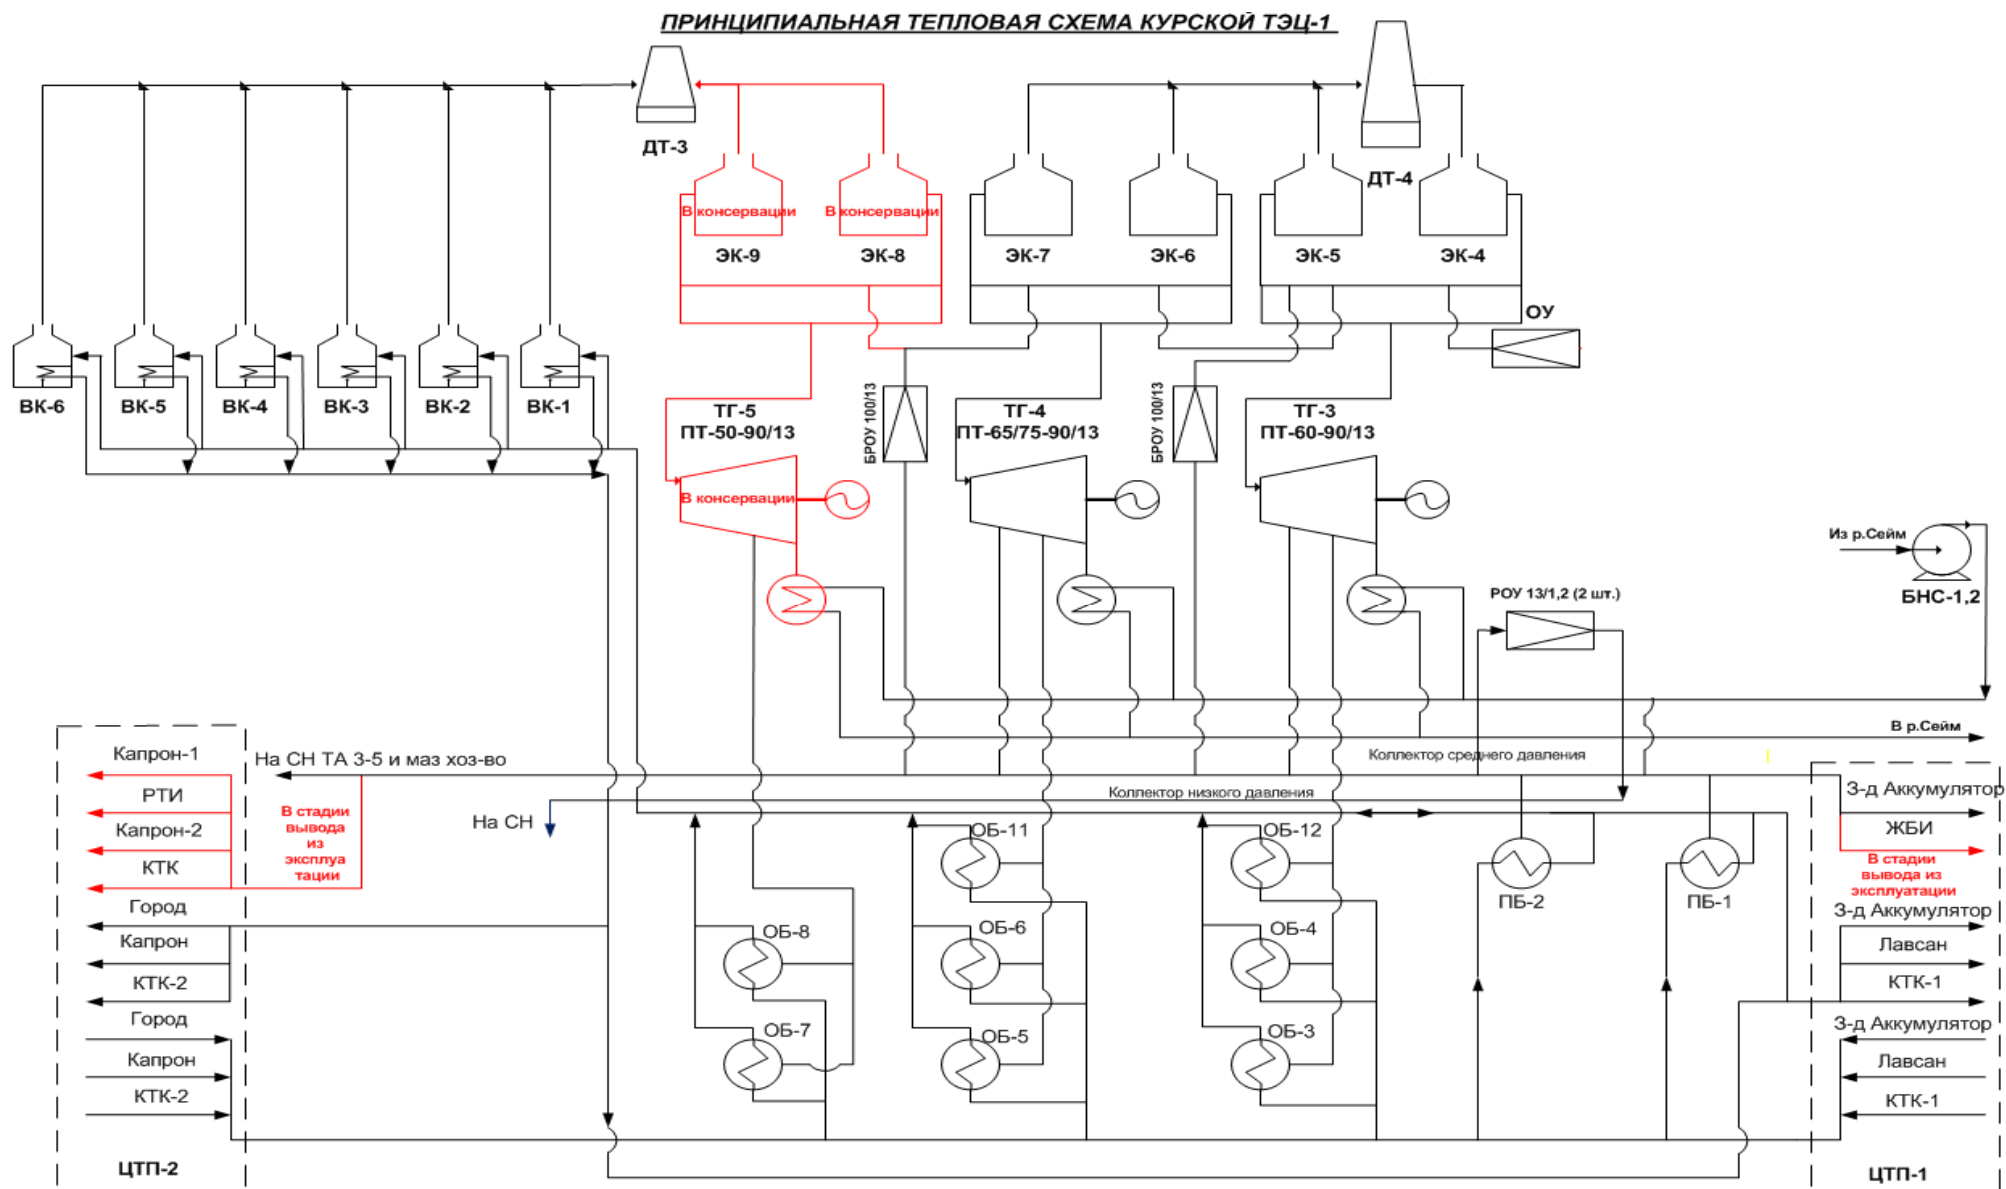 ПРИНЦИПИАЛЬНАЯ ТЕПЛОВАЯ СХЕМА КУРСКОЙ ТЭЦ-1
ДТ-3
ДТ-4
В консервации
В консервации
ЭК-9
ЭК-8
ЭК-7
ЭК-6
ЭК-5
ЭК-4
ОУ
ВК-6
ВК-5
ВК-4
ВК-3
ВК-2
ВК-1
ТГ-5
ПТ-50-90/13
БРОУ 100/13
ТГ-4
ПТ-65/75-90/13
БРОУ 100/13
ТГ-3
ПТ-60-90/13
В консервации
Из р.Сейм
БНС-1,2
РОУ 13/1,2 (2 шт.)
В р.Сейм
Коллектор среднего давления
Коллектор низкого давления
На СН ТА 3-5 и маз хоз-во
На СН
Капрон-1
РТИ
Капрон-2
КТК
В стадии
вывода
из
эксплуа
тации
Город
Капрон
КТК-2
Город
Капрон
КТК-2
ЦТП-2
ОБ-11
ОБ-12
ОБ-8
ОБ-6
ОБ-4
ОБ-7
ОБ-5
ОБ-3
ПБ-2
ПБ-1
З-д Аккумулятор
ЖБИ
В стадии
вывода из
эксплуатации
З-д Аккумулятор
Лавсан
КТК-1
З-д Аккумулятор
Лавсан
КТК-1
ЦТП-1